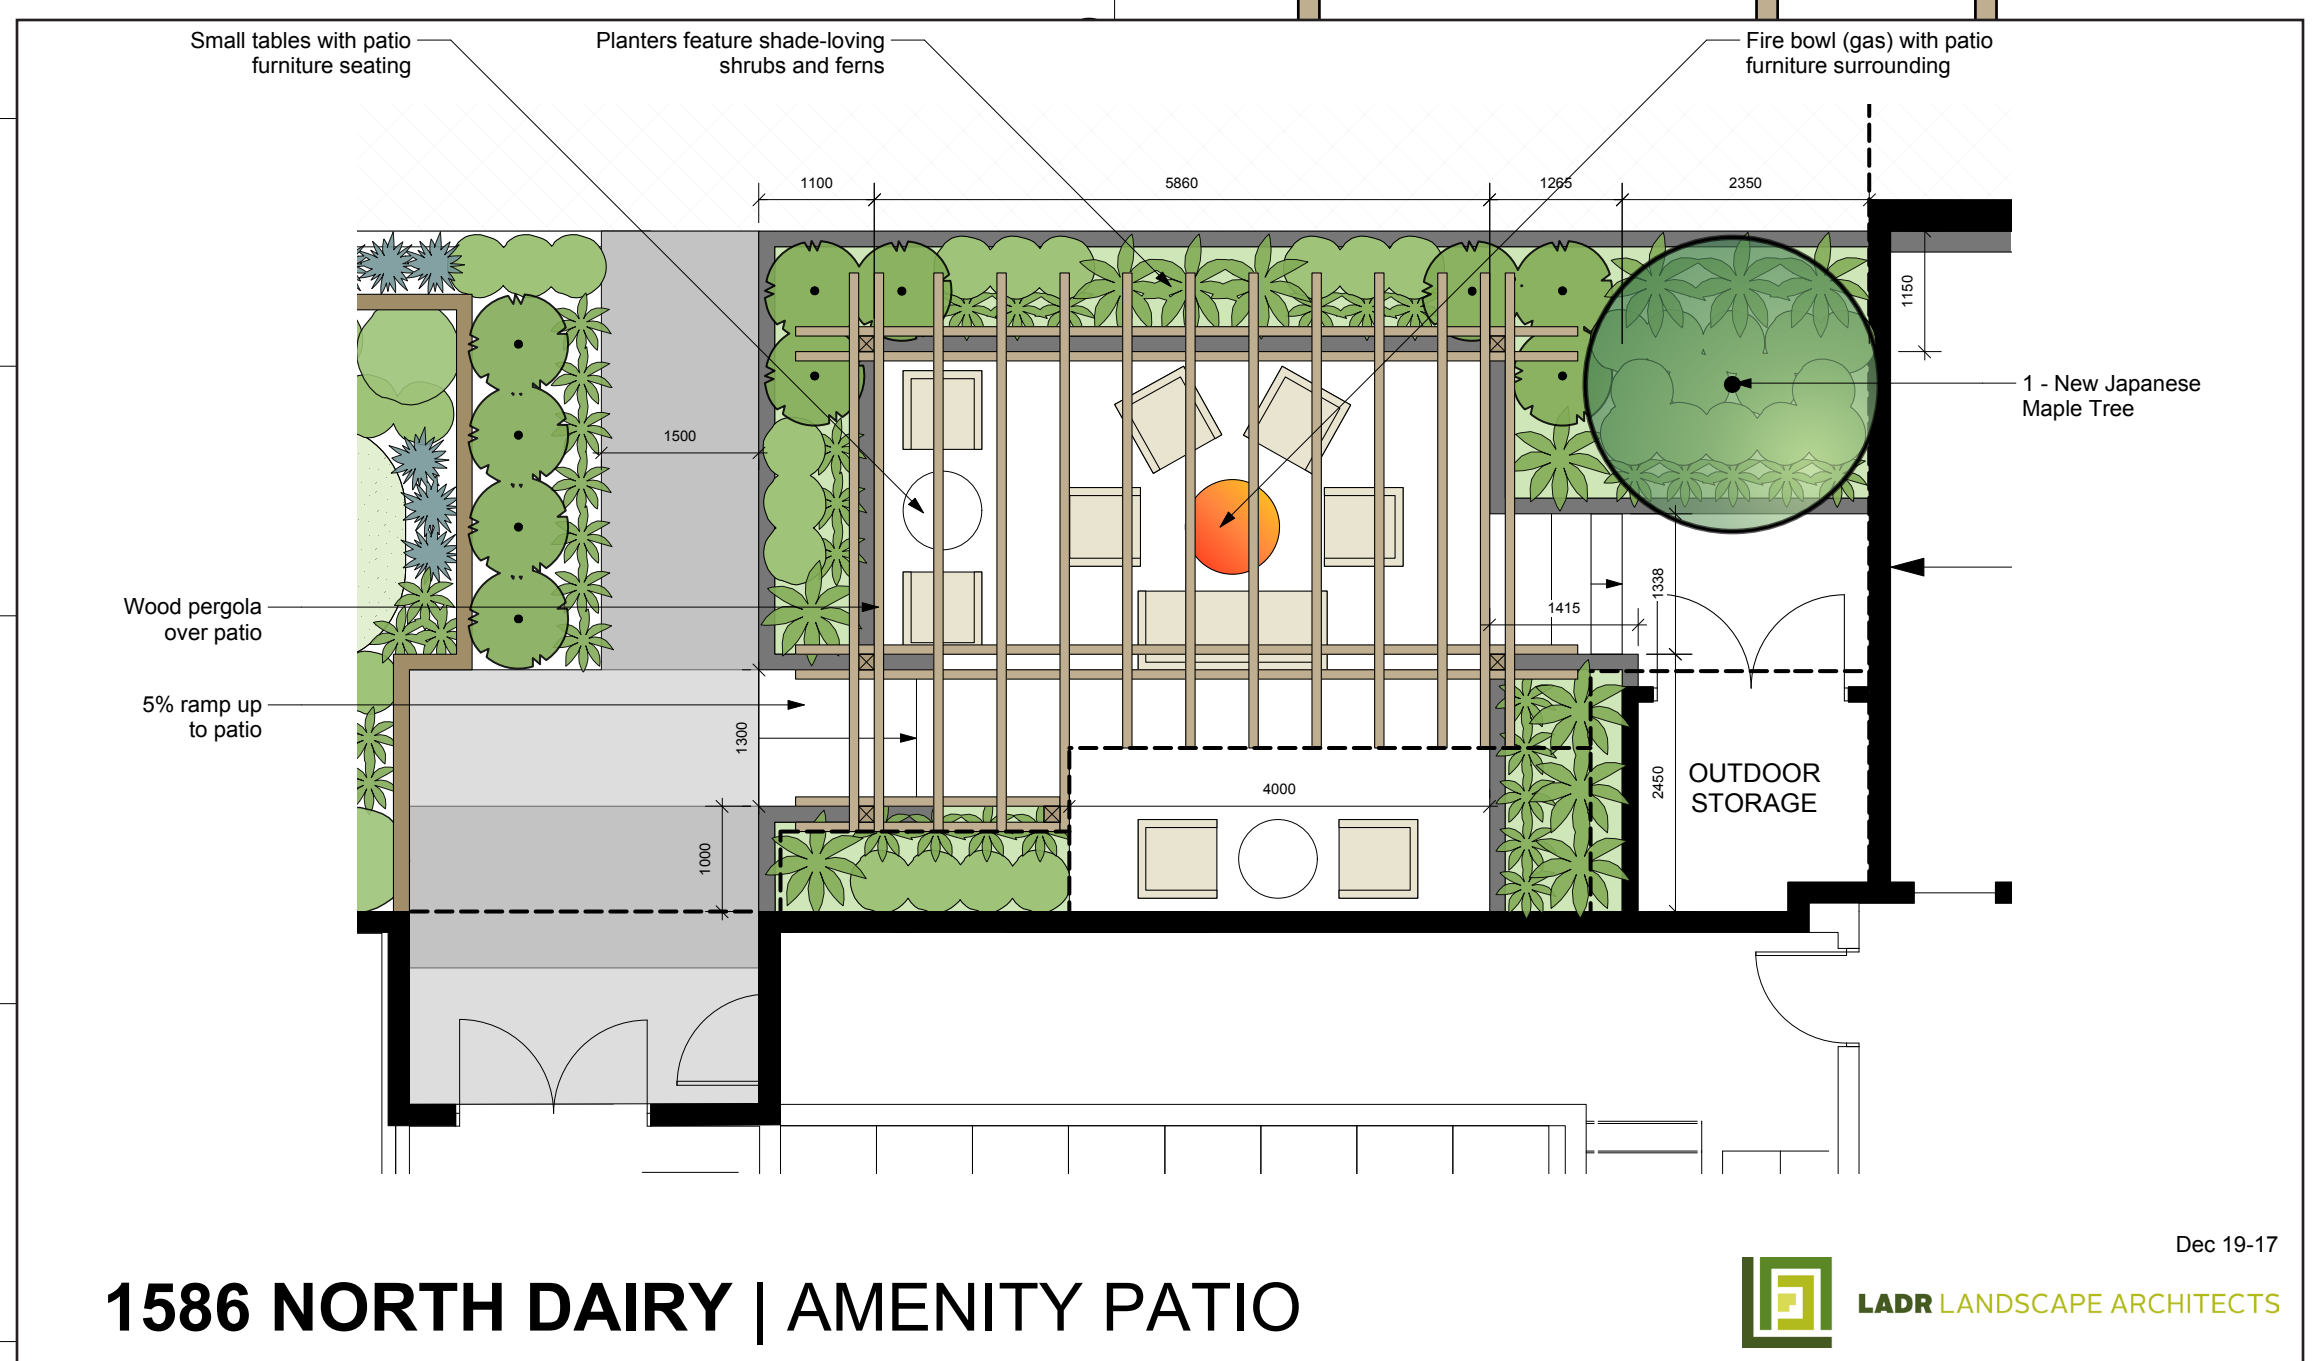 Small tables with patio
furniture seating
Planters feature shade-loving
shrubs and ferns
Fire bowl (gas) with patio
furniture surrounding
1100
5860
1265
2350
1150
1 - New Japanese
Maple Tree
1500
Wood pergola
over patio
1415
1338
5% ramp up
to patio
1300
4000
2450
OUTDOOR
STORAGE
1000
Dec 19-17
1586 NORTH DAIRY | AMENITY PATIO
LADR LANDSCAPE ARCHITECTS